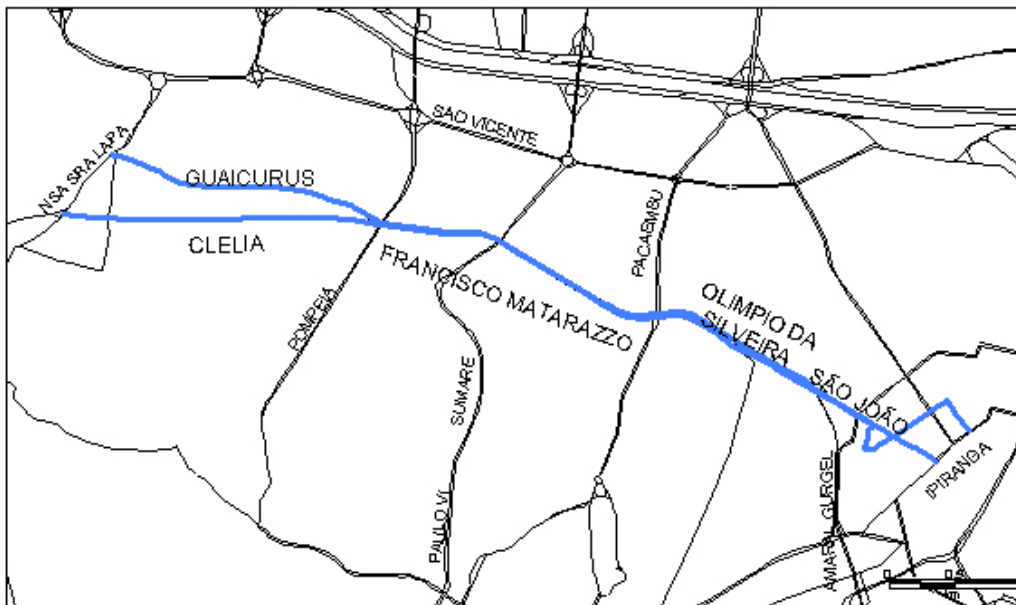 SAO VICENTE
NSA SRA LAPA
GUAICURUS
CLELIA
PACAEMBU
FRANCISCO MATARAZZO
POMPEIA
OLIMPIO DA
SILVEIRA
SUMARE
SÃO JOÃO
IPIRANGA
AMARAL GURGEL
PAULO VI